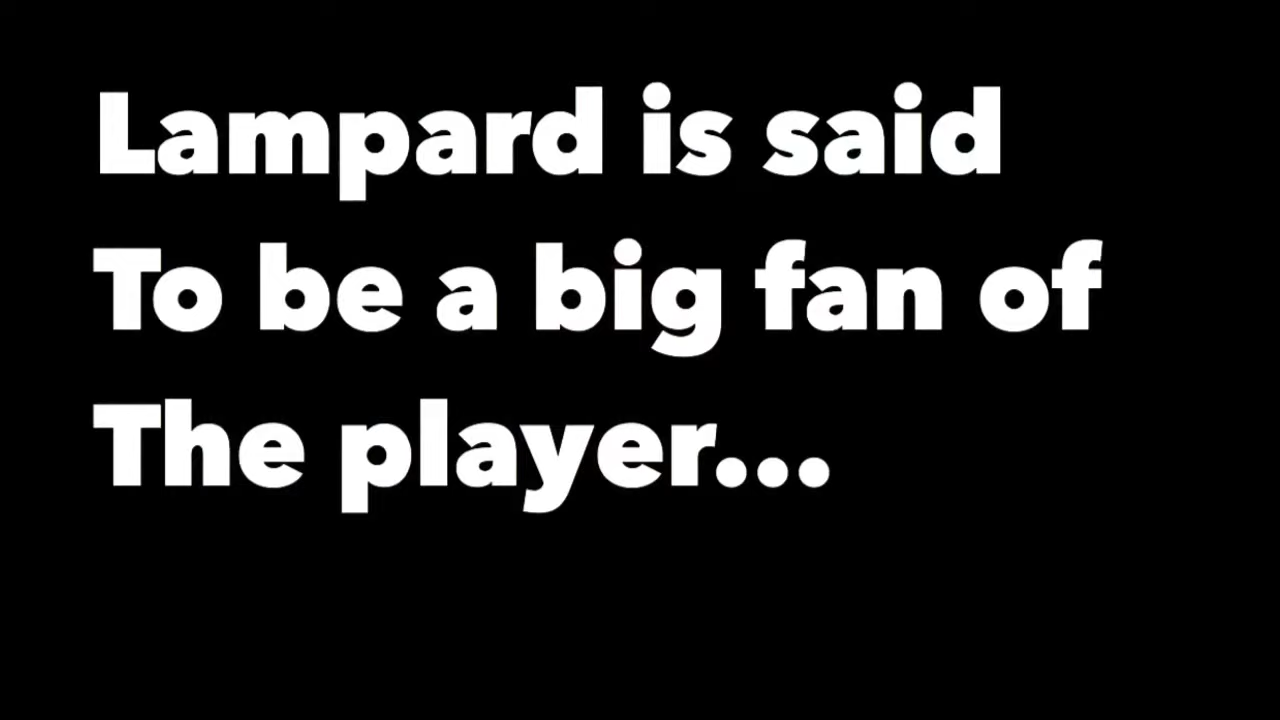 Lampard is said
To be a big fan of
The player...